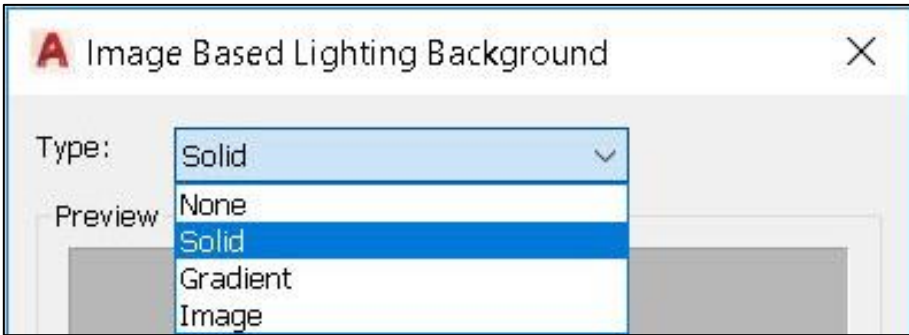 A Image Based Lighting Background
Type: Solid
None
Preview
Solid
Gradient
Image